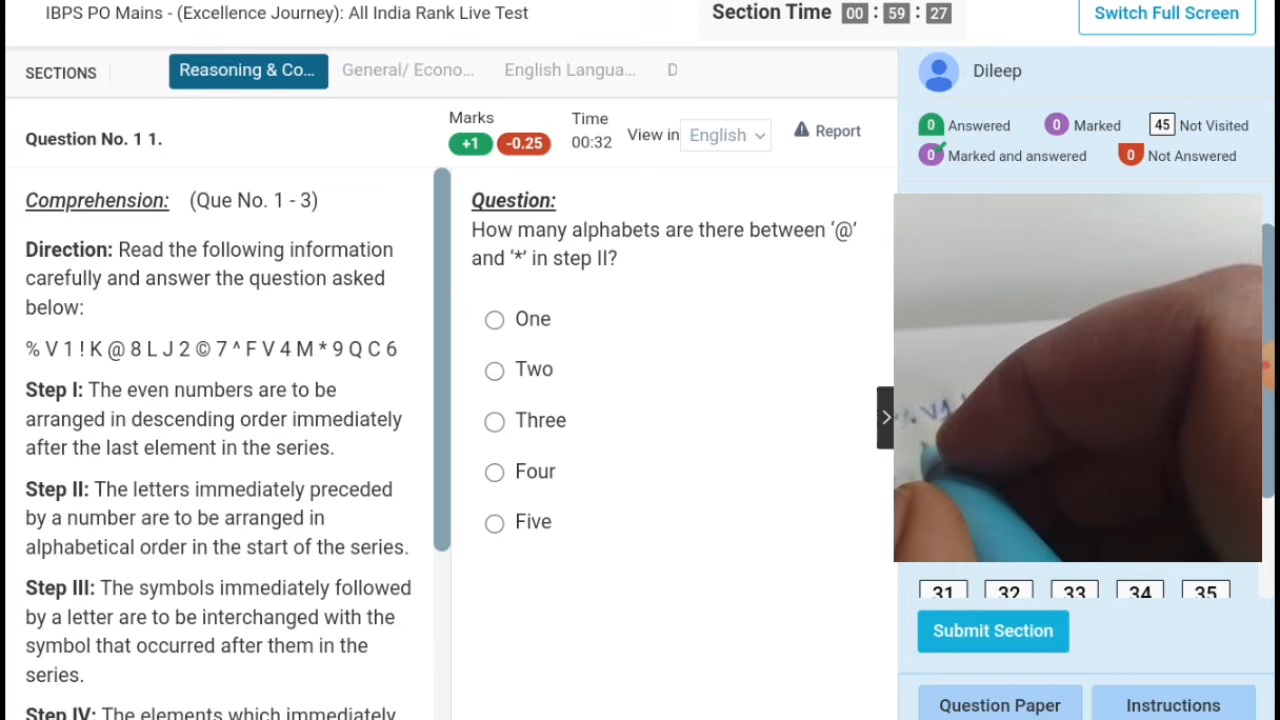 IBPS PO Mains - (Excellence Journey): All India Rank Live Test
Section Time 00 : 59 : 27
Switch Full Screen
SECTIONS
Reasoning & Co...
General/ Econo...
English Langua...
D
Dileep
Question No. 1 1.
Marks
+1 -0.25
Time
00:32
View in English
Report
0 Answered
0 Marked
45 Not Visited
0 Marked and answered
0 Not Answered
Comprehension: (Que No. 1 - 3)
Direction: Read the following information
carefully and answer the question asked
below:
% V 1 ! K @ 8 L J 2 © 7 ^ F V 4 M * 9 Q C 6
Step I: The even numbers are to be
arranged in descending order immediately
after the last element in the series.
Step II: The letters immediately preceded
by a number are to be arranged in
alphabetical order in the start of the series.
Step III: The symbols immediately followed
by a letter are to be interchanged with the
symbol that occurred after them in the
series.
Step IV: The elements which immediately
Question:
How many alphabets are there between ‘@’
and ‘*’ in step II?
One
Two
Three
Four
Five
% V1
31 32 33 34 35
Submit Section
Question Paper
Instructions